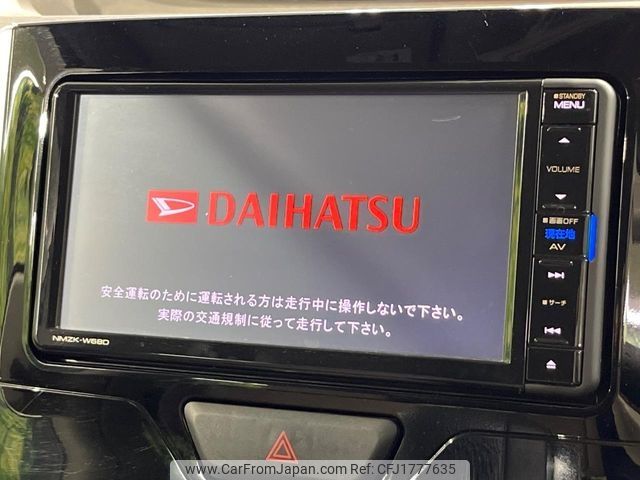 STANDBY
MENU
VOLUME
画面OFF
現在地
AV
サーチ
DAIHATSU
安全運転のために運転される方は走行中に操作しないで下さい。
実際の交通規制に従って走行して下さい。
NMZK-W68D
www.CarFromJapan.com Ref:CFJ1777635